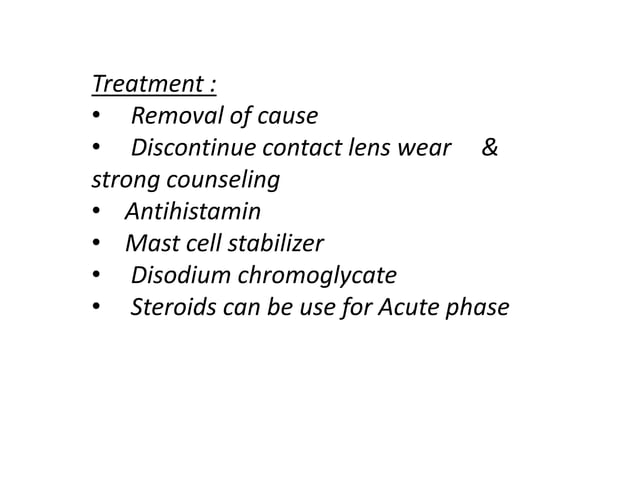 Treatment :
• Removal of cause
• Discontinue contact lens wear &
strong counseling
• Antihistamin
• Mast cell stabilizer
• Disodium chromoglycate
• Steroids can be use for Acute phase